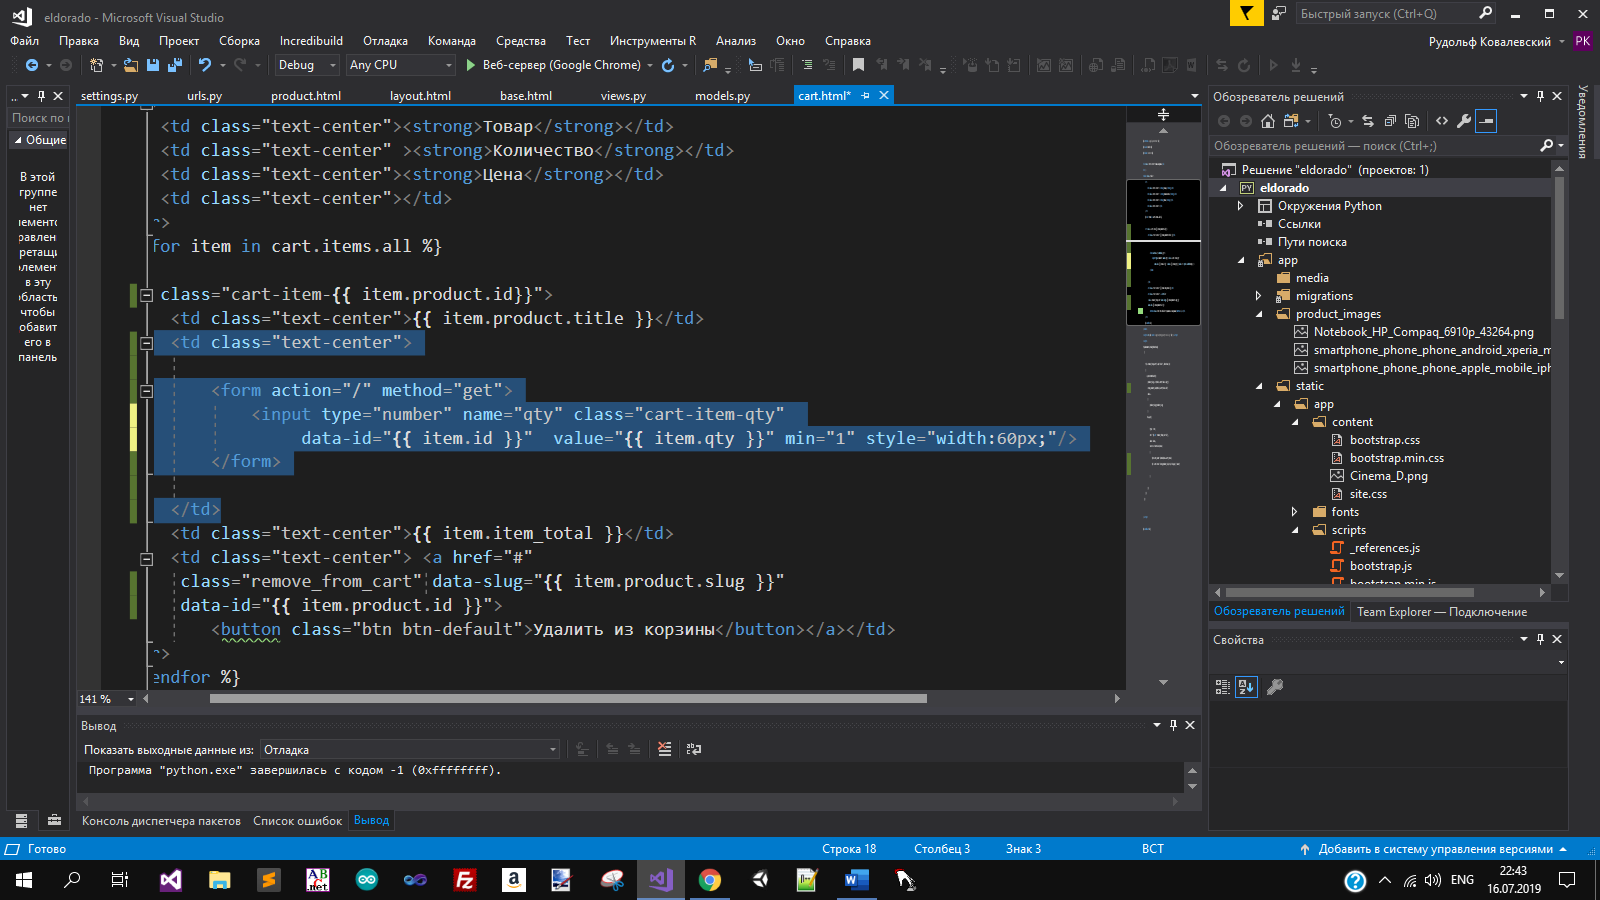 eldorado - Microsoft Visual Studio
Быстрый запуск (Ctrl+Q)
Файл Правка Вид Проект Сборка Incredibuild Отладка Команда Средства Тест Инструменты R Анализ Окно Справка
Рудольф Ковалевский РК
Debug Any CPU Веб-сервер (Google Chrome)
settings.py urls.py product.html layout.html base.html views.py models.py cart.html*
Поиск по
Общие
В этой
группе
нет
в эту
чтобы
его в
панель
<td class="text-center"><strong>Товар</strong></td>
<td class="text-center" ><strong>Количество</strong></td>
<td class="text-center"><strong>Цена</strong></td>
<td class="text-center"></td>
>
for item in cart.items.all %}
class="cart-item-{{ item.product.id}}">
<td class="text-center">{{ item.product.title }}</td>
<td class="text-center">
<form action="/" method="get">
<input type="number" name="qty" class="cart-item-qty"
data-id="{{ item.id }}"  value="{{ item.qty }}" min="1" style="width:60px;"/>
</form>
</td>
<td class="text-center">{{ item.item_total }}</td>
<td class="text-center"> <a href="#"
class="remove_from_cart" data-slug="{{ item.product.slug }}"
data-id="{{ item.product.id }}">
<button class="btn btn-default">Удалить из корзины</button></a></td>
>
endfor %}
141 %
Вывод
Показать выходные данные из: Отладка
Программа "python.exe" завершилась с кодом -1 (0xffffffff).
Консоль диспетчера пакетов Список ошибок Вывод
Обозреватель решений
Обозреватель решений — поиск (Ctrl+;)
Решение "eldorado" (проектов: 1)
PY eldorado
Окружения Python
Ссылки
Пути поиска
app
media
migrations
product_images
Notebook_HP_Compaq_6910p_43264.png
smartphone_phone_phone_android_xperia_m
smartphone_phone_phone_apple_mobile_iph
static
app
content
bootstrap.css
bootstrap.min.css
Cinema_D.png
site.css
fonts
scripts
_references.js
bootstrap.js
bootstrap.min.js
Обозреватель решений Team Explorer — Подключение
Свойства
Уведомления
Готово Строка 18 Столбец 3 Знак 3 ВСТ Добавить в систему управления версиями
ENG
22:43
16.07.2019